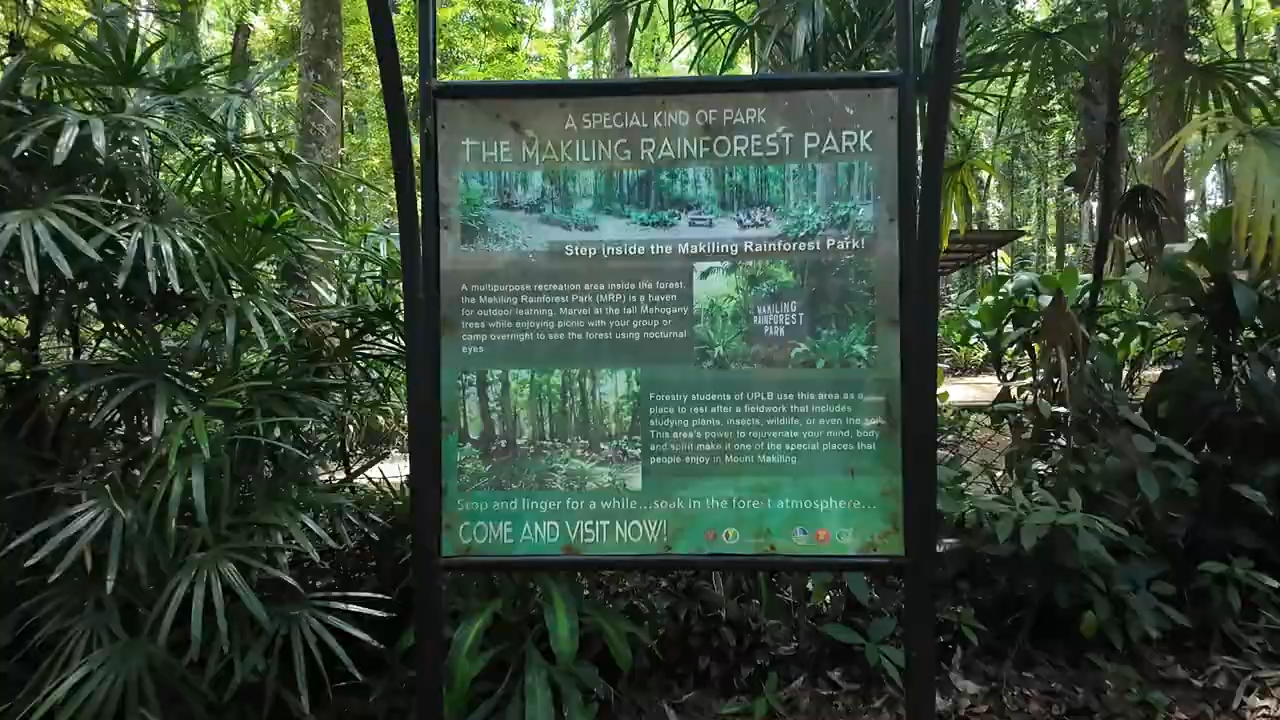 A SPECIAL KIND OF PARK
THE MAKILING RAINFOREST PARK
Step inside the Makiling Rainforest Park!
A multipurpose recreation area inside the forest,
the Makiling Rainforest Park (MRP) is a haven
for outdoor learning. Marvel at the tall Mahogany
trees while enjoying picnic with your group or
camp overnight to see the forest using nocturnal
eyes.
MAKILING
RAINFOREST
PARK
Forestry students of UPLB use this area as a
place to rest after a fieldwork that includes
studying plants, insects, wildlife, or even the soil.
This area's power to rejuvenate your mind, body
and spirit make it one of the special places that
people enjoy in Mount Makiling.
Stop and linger for a while...soak in the forest atmosphere...
COME AND VISIT NOW!